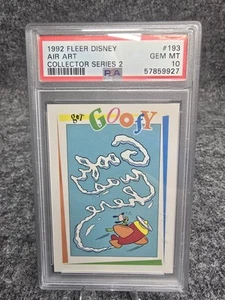 1992 FLEER DISNEY #193
AIR ART GEM MT
COLLECTOR SERIES 2 10
PSA 57859927
GOOFY
Goofy
was
Here